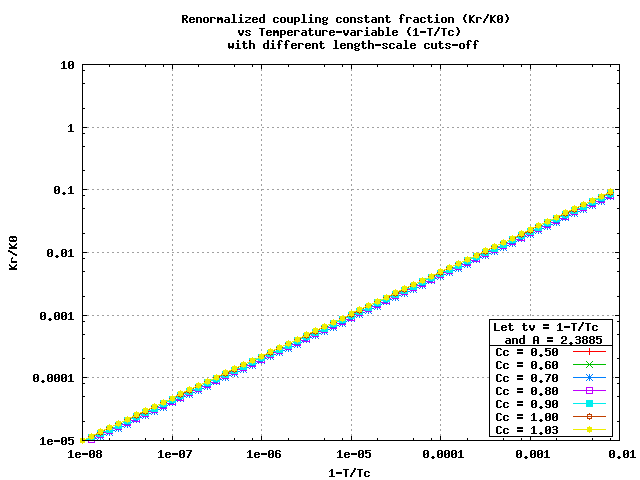 Renormalized coupling constant fraction (Kr/K0)
vs Temperature-variable (1-T/Tc)
with different length-scale cuts-off
10
1
0.1
0.01
0.001
0.0001
1e-05
Kr/K0
1e-08 1e-07 1e-06 1e-05 0.0001 0.001 0.01
1-T/Tc
Let tv = 1-T/Tc
and A = 2.3885
Cc = 0.50
Cc = 0.60
Cc = 0.70
Cc = 0.80
Cc = 0.90
Cc = 1.00
Cc = 1.03